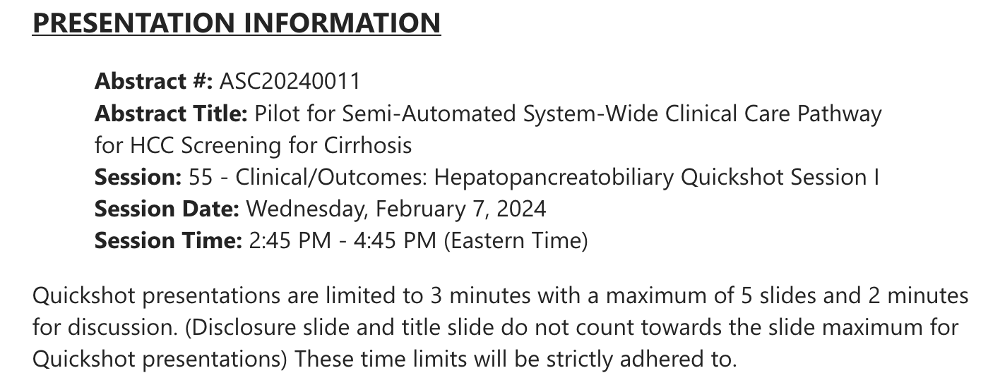 PRESENTATION INFORMATION
Abstract #: ASC20240011
Abstract Title: Pilot for Semi-Automated System-Wide Clinical Care Pathway
for HCC Screening for Cirrhosis
Session: 55 - Clinical/Outcomes: Hepatopancreatobiliary Quickshot Session I
Session Date: Wednesday, February 7, 2024
Session Time: 2:45 PM - 4:45 PM (Eastern Time)
Quickshot presentations are limited to 3 minutes with a maximum of 5 slides and 2 minutes
for discussion. (Disclosure slide and title slide do not count towards the slide maximum for
Quickshot presentations) These time limits will be strictly adhered to.